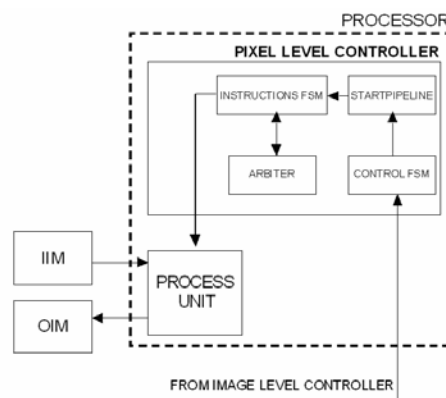 PROCESSOR
PIXEL LEVEL CONTROLLER
INSTRUCTIONS FSM
STARTPIPELINE
ARBITER
CONTROL FSM
IIM
PROCESS
UNIT
OIM
FROM IMAGE LEVEL CONTROLLER